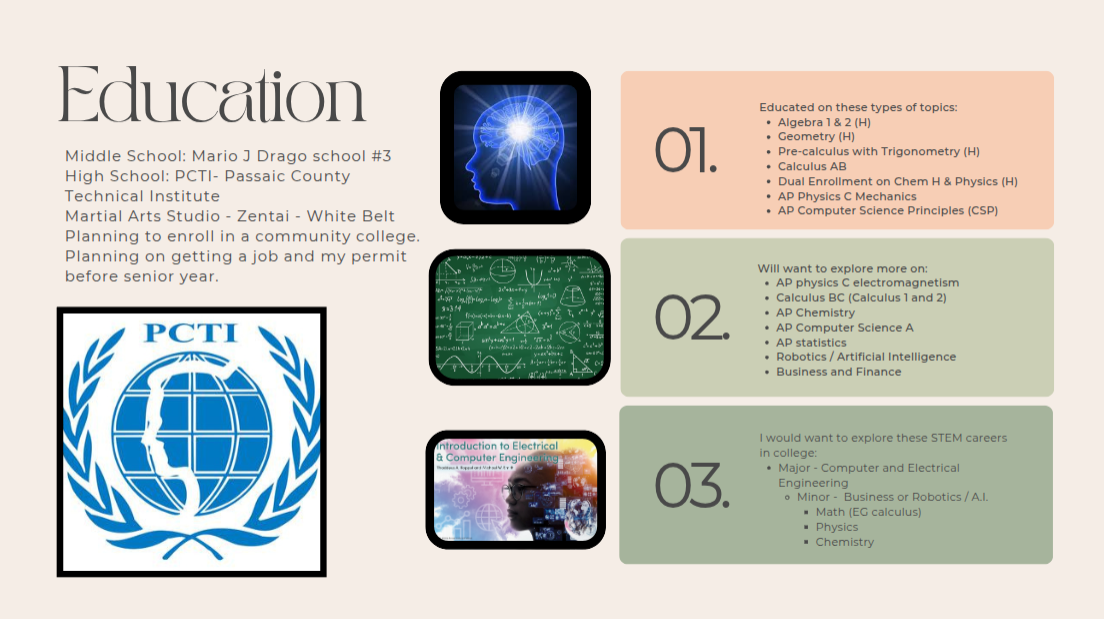 Education
Middle School: Mario J Drago school #3
High School: PCTI- Passaic County
Technical Institute
Martial Arts Studio - Zentai - White Belt
Planning to enroll in a community college.
Planning on getting a job and my permit
before senior year.
PCTI
Introduction to Electrical
& Computer Engineering
01.
Educated on these types of topics:
• Algebra 1 & 2 (H)
• Geometry (H)
• Pre-calculus with Trigonometry (H)
• Calculus AB
• Dual Enrollment on Chem H & Physics (H)
• AP Physics C Mechanics
• AP Computer Science Principles (CSP)
02.
Will want to explore more on:
• AP physics C electromagnetism
• Calculus BC (Calculus 1 and 2)
• AP Chemistry
• AP Computer Science A
• AP statistics
• Robotics / Artificial Intelligence
• Business and Finance
03.
I would want to explore these STEM careers
in college:
• Major - Computer and Electrical
Engineering
◦ Minor - Business or Robotics / A.I.
▪ Math (EG calculus)
▪ Physics
▪ Chemistry